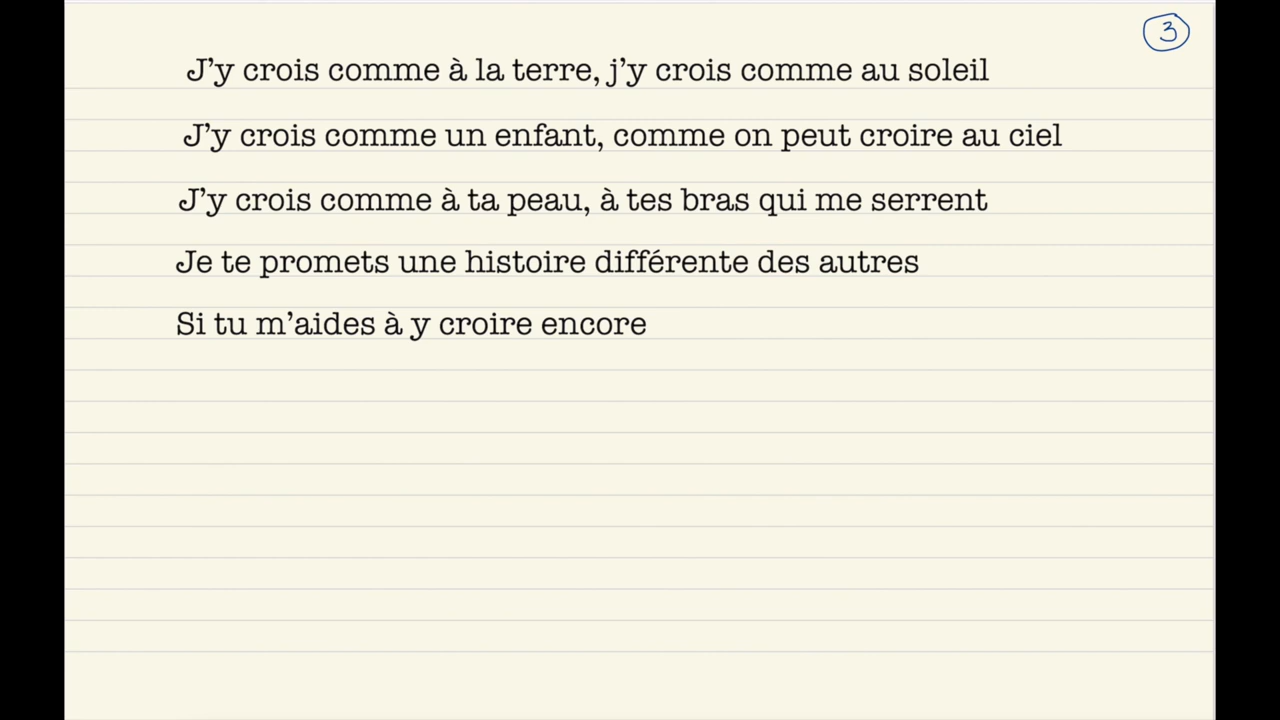 3
J'y crois comme à la terre, j'y crois comme au soleil
J'y crois comme un enfant, comme on peut croire au ciel
J'y crois comme à ta peau, à tes bras qui me serrent
Je te promets une histoire différente des autres
Si tu m'aides à y croire encore